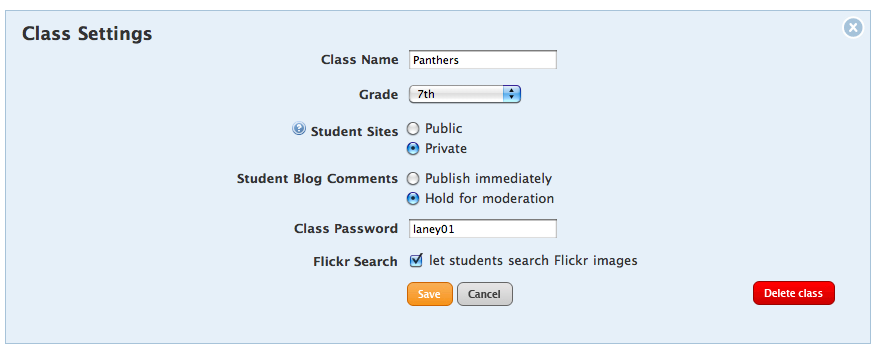 Class Settings
Class Name Panthers
Grade 7th
? Student Sites Public
Private
Student Blog Comments Publish immediately
Hold for moderation
Class Password laney01
Flickr Search let students search Flickr images
Save Cancel Delete class